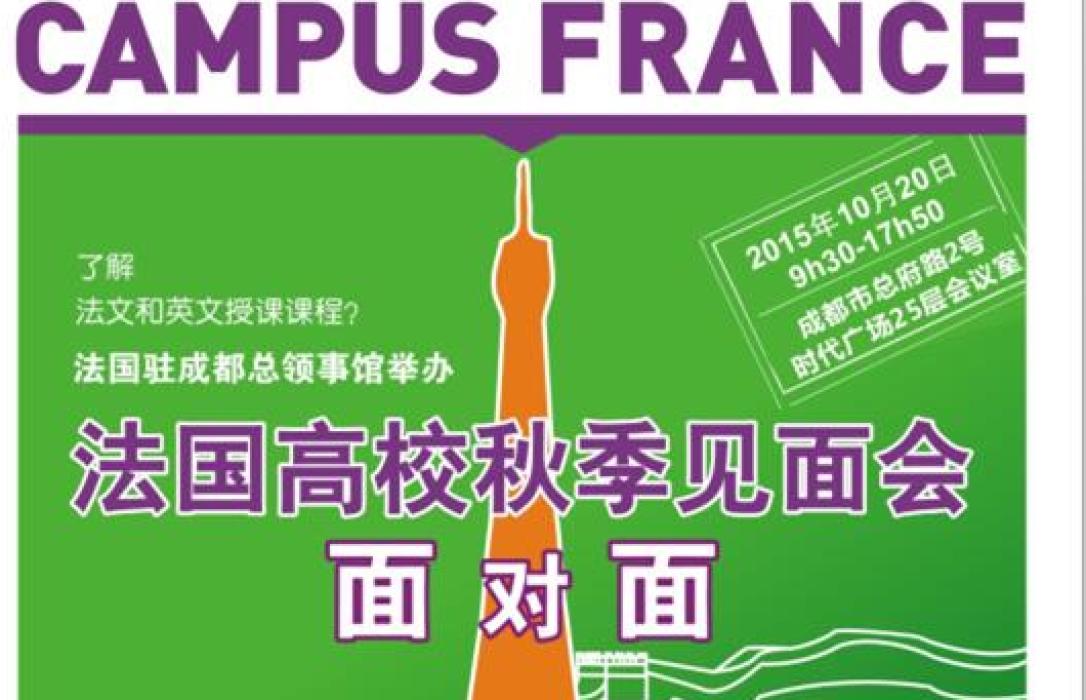 CAMPUS FRANCE
2015年10月20日
9h30-17h50
成都市总府路2号
时代广场25层会议室
了解
法文和英文授课课程?
法国驻成都总领事馆举办
法国高校秋季见面会
面对面